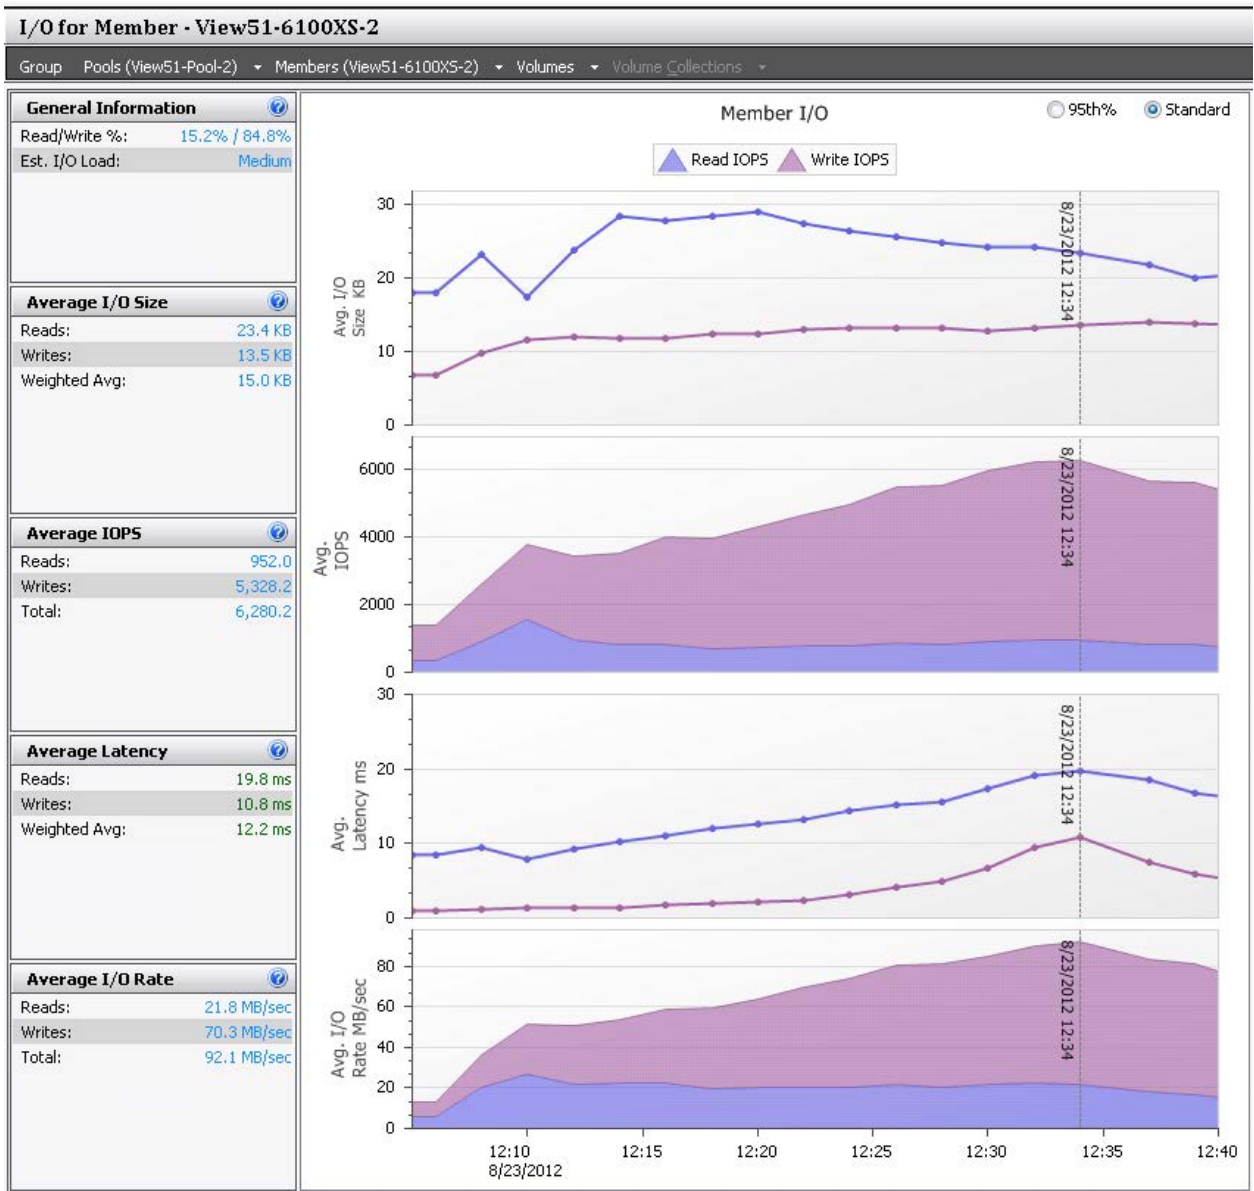 I/O for Member - View51-6100XS-2
Group Pools (View51-Pool-2) Members (View51-6100XS-2) Volumes Volume Collections
General Information
Read/Write %: 15.2% / 84.8%
Est. I/O Load: Medium
Average I/O Size
Reads: 23.4 KB
Writes: 13.5 KB
Weighted Avg: 15.0 KB
Average IOPS
Reads: 952.0
Writes: 5,328.2
Total: 6,280.2
Average Latency
Reads: 19.8 ms
Writes: 10.8 ms
Weighted Avg: 12.2 ms
Average I/O Rate
Reads: 21.8 MB/sec
Writes: 70.3 MB/sec
Total: 92.1 MB/sec
Member I/O
95th% Standard
Read IOPS Write IOPS
Avg. I/O
Size KB
30
20
10
0
8/23/2012 12:34
Avg.
IOPS
6000
4000
2000
0
8/23/2012 12:34
Avg.
Latency ms
30
20
10
0
8/23/2012 12:34
Avg. I/O
Rate MB/sec
80
60
40
20
0
8/23/2012 12:34
12:10 12:15 12:20 12:25 12:30 12:35 12:40
8/23/2012